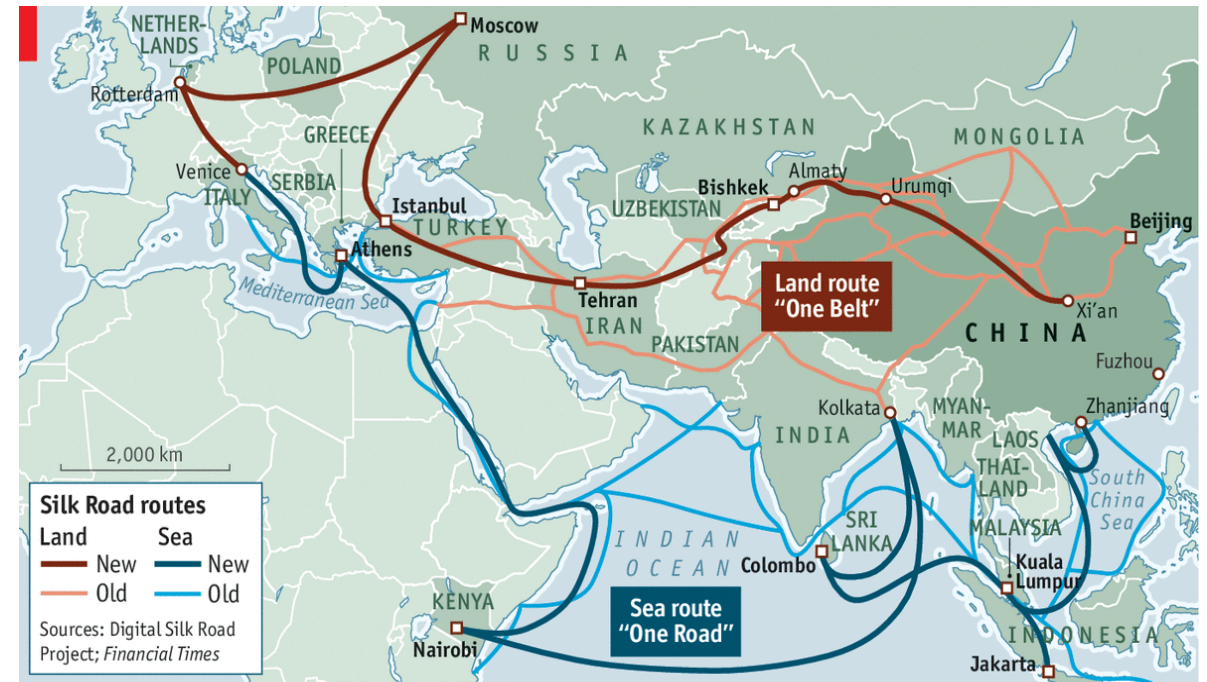 NETHER-
LANDS
Moscow
RUSSIA
POLAND
Rotterdam
GREECE
KAZAKHSTAN
MONGOLIA
Venice
ITALY
SERBIA
Almaty
Bishkek
Urumqi
UZBEKISTAN
Istanbul
TURKEY
Beijing
Athens
Mediterranean Sea
Tehran
IRAN
Land route
"One Belt"
Xi'an
CHINA
PAKISTAN
Fuzhou
Kolkata
Zhanjiang
MYAN-
MAR
LAOS
INDIA
THAI-
LAND
South
China
Sea
2,000 km
Silk Road routes
Land Sea
New New
Old Old
Sources: Digital Silk Road
Project; Financial Times
INDIAN
OCEAN
SRI
LANKA
MALAYSIA
Colombo
Kuala
Lumpur
KENYA
Nairobi
Sea route
"One Road"
INDONESIA
Jakarta